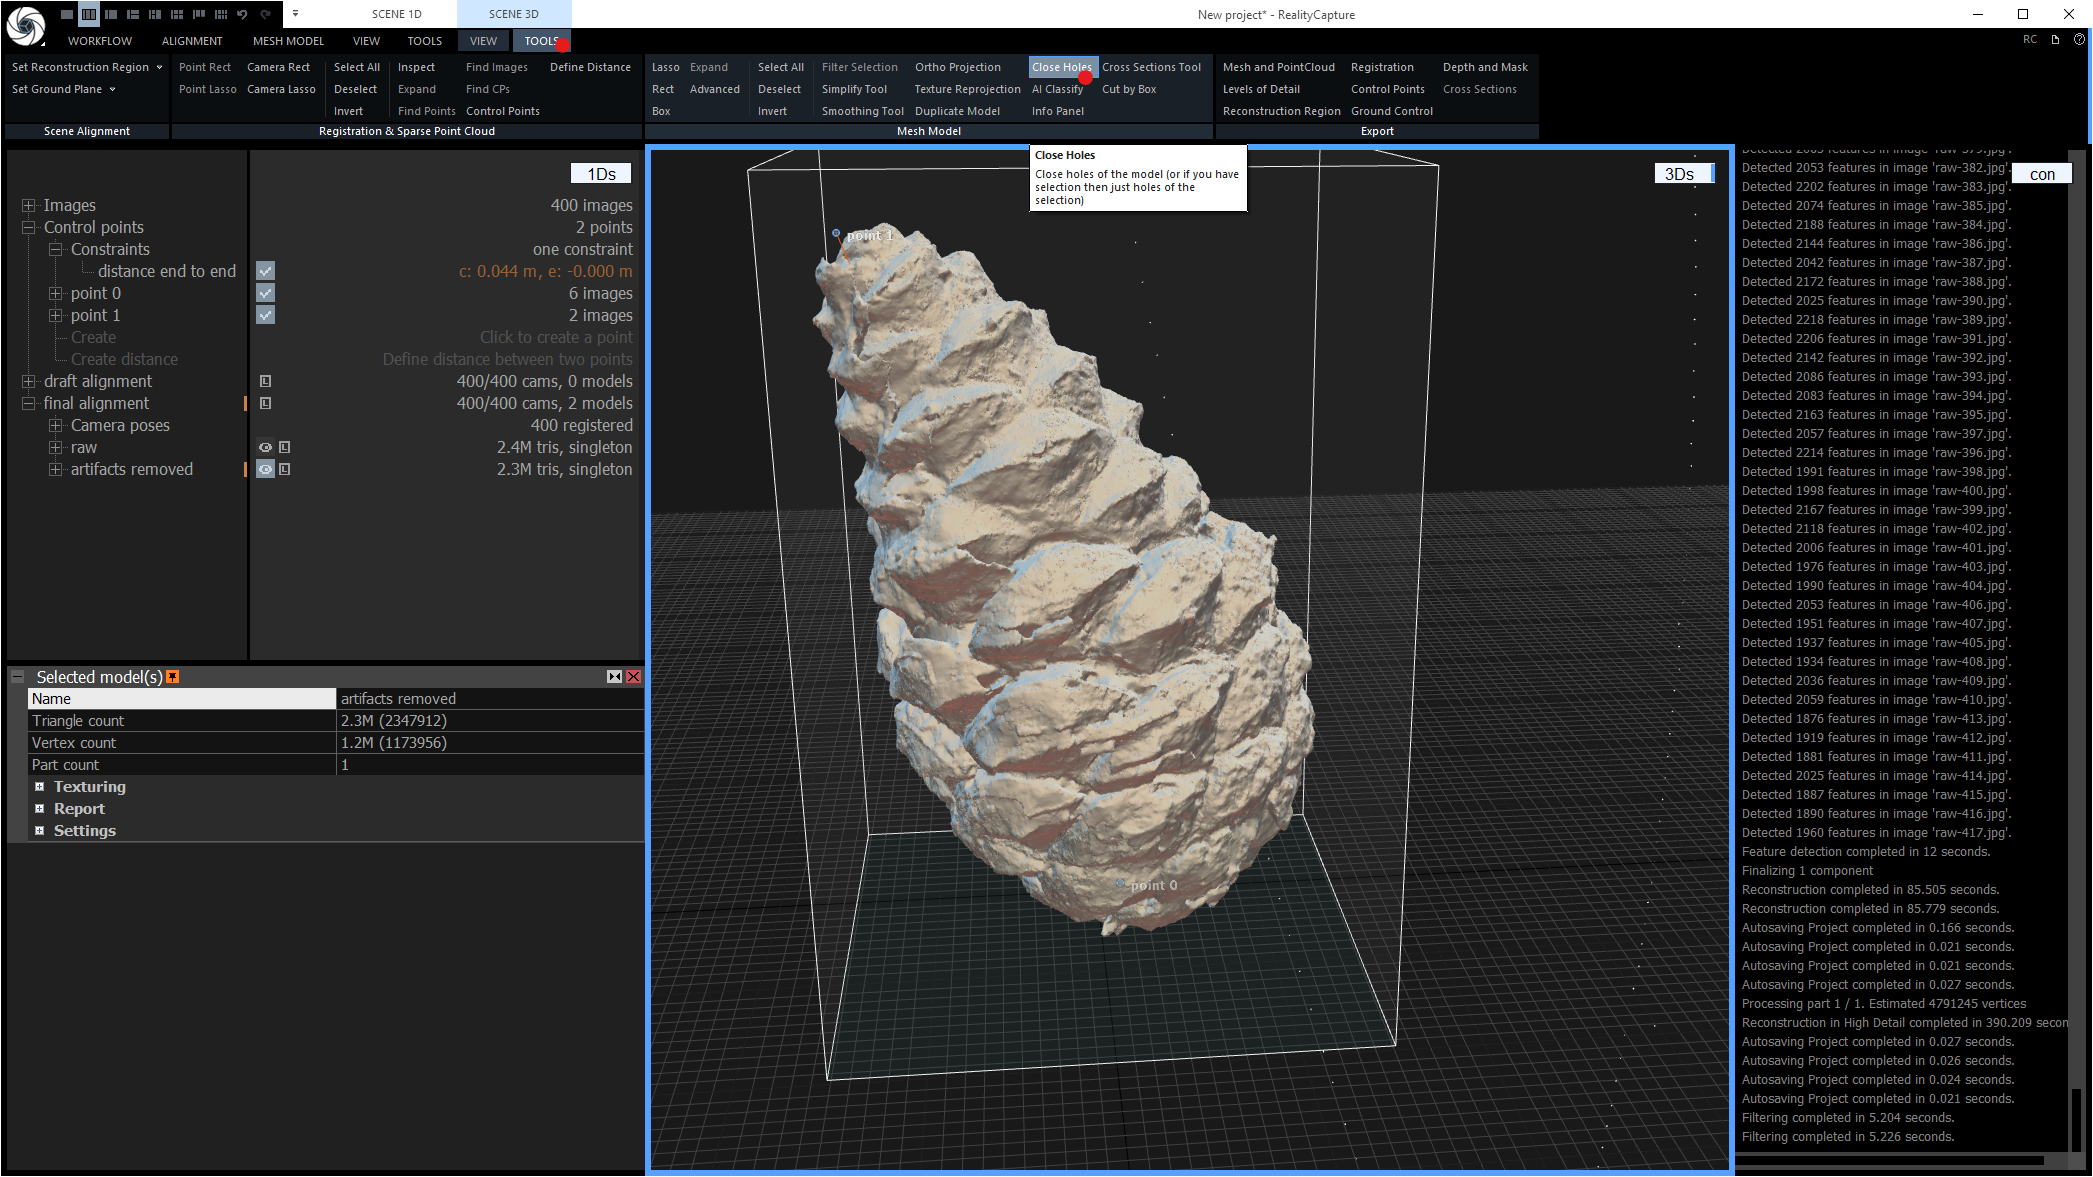 SCENE 1D
SCENE 3D
New project* - RealityCapture
WORKFLOW
ALIGNMENT
MESH MODEL
VIEW
TOOLS
VIEW
TOOLS
RC
Set Reconstruction Region
Set Ground Plane
Scene Alignment
Point Rect
Camera Rect
Select All
Inspect
Find Images
Define Distance
Point Lasso
Camera Lasso
Deselect
Expand
Find CPs
Invert
Find Points
Control Points
Registration & Sparse Point Cloud
Lasso
Expand
Select All
Filter Selection
Ortho Projection
Close Holes
Cross Sections Tool
Rect
Advanced
Deselect
Simplify Tool
Texture Reprojection
AI Classify
Cut by Box
Box
Invert
Smoothing Tool
Duplicate Model
Info Panel
Mesh Model
Mesh and PointCloud
Registration
Depth and Mask
Levels of Detail
Control Points
Cross Sections
Reconstruction Region
Ground Control
Export
Close Holes
Close holes of the model (or if you have
selection then just holes of the
selection)
1Ds
Images
400 images
Control points
2 points
Constraints
one constraint
distance end to end
c: 0.044 m, e: -0.000 m
point 0
6 images
point 1
2 images
Create
Click to create a point
Create distance
Define distance between two points
draft alignment
400/400 cams, 0 models
final alignment
400/400 cams, 2 models
Camera poses
400 registered
raw
2.4M tris, singleton
artifacts removed
2.3M tris, singleton
Selected model(s)
Name
artifacts removed
Triangle count
2.3M (2347912)
Vertex count
1.2M (1173956)
Part count
1
Texturing
Report
Settings
3Ds
point 1
point 0
con
Detected 2053 features in image 'raw-382.jpg'.
Detected 2202 features in image 'raw-383.jpg'.
Detected 2074 features in image 'raw-385.jpg'.
Detected 2188 features in image 'raw-384.jpg'.
Detected 2144 features in image 'raw-386.jpg'.
Detected 2042 features in image 'raw-387.jpg'.
Detected 2172 features in image 'raw-388.jpg'.
Detected 2025 features in image 'raw-390.jpg'.
Detected 2218 features in image 'raw-389.jpg'.
Detected 2206 features in image 'raw-391.jpg'.
Detected 2142 features in image 'raw-392.jpg'.
Detected 2086 features in image 'raw-393.jpg'.
Detected 2083 features in image 'raw-394.jpg'.
Detected 2163 features in image 'raw-395.jpg'.
Detected 2057 features in image 'raw-397.jpg'.
Detected 2214 features in image 'raw-396.jpg'.
Detected 1991 features in image 'raw-398.jpg'.
Detected 1998 features in image 'raw-400.jpg'.
Detected 2167 features in image 'raw-399.jpg'.
Detected 2118 features in image 'raw-402.jpg'.
Detected 2006 features in image 'raw-401.jpg'.
Detected 1976 features in image 'raw-403.jpg'.
Detected 1990 features in image 'raw-404.jpg'.
Detected 2053 features in image 'raw-406.jpg'.
Detected 1951 features in image 'raw-407.jpg'.
Detected 1937 features in image 'raw-405.jpg'.
Detected 1934 features in image 'raw-408.jpg'.
Detected 2036 features in image 'raw-409.jpg'.
Detected 2059 features in image 'raw-410.jpg'.
Detected 1876 features in image 'raw-413.jpg'.
Detected 1919 features in image 'raw-412.jpg'.
Detected 1881 features in image 'raw-411.jpg'.
Detected 2025 features in image 'raw-414.jpg'.
Detected 1887 features in image 'raw-415.jpg'.
Detected 1890 features in image 'raw-416.jpg'.
Detected 1960 features in image 'raw-417.jpg'.
Feature detection completed in 12 seconds.
Finalizing 1 component
Reconstruction completed in 85.505 seconds.
Reconstruction completed in 85.779 seconds.
Autosaving Project completed in 0.166 seconds.
Autosaving Project completed in 0.021 seconds.
Autosaving Project completed in 0.021 seconds.
Autosaving Project completed in 0.027 seconds.
Processing part 1 / 1. Estimated 4791245 vertices
Reconstruction in High Detail completed in 390.209 secon
Autosaving Project completed in 0.027 seconds.
Autosaving Project completed in 0.026 seconds.
Autosaving Project completed in 0.024 seconds.
Autosaving Project completed in 0.021 seconds.
Filtering completed in 5.204 seconds.
Filtering completed in 5.226 seconds.